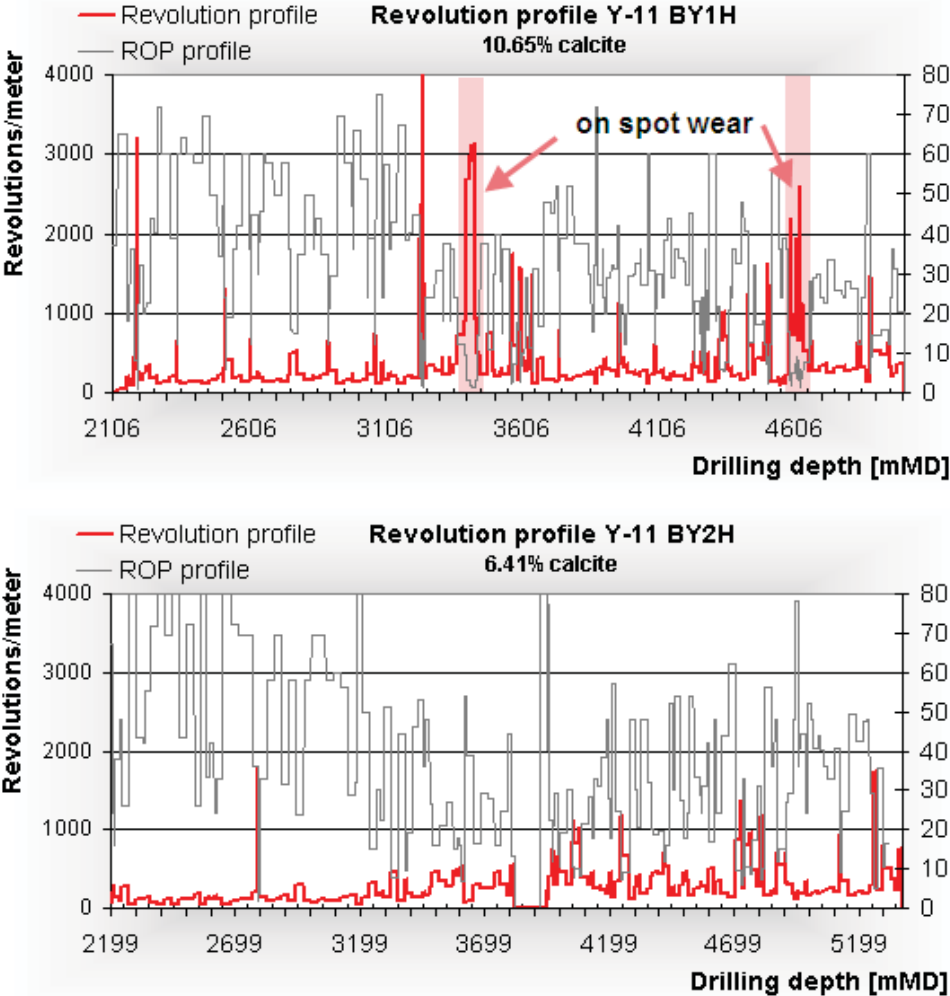 Revolution profile Y-11 BY1H
10.65% calcite
Revolution profile
ROP profile
Revolutions/meter
4000
3000
2000
1000
0
80
70
60
50
40
30
20
10
0
on spot wear
2106 2606 3106 3606 4106 4606
Drilling depth [mMD]
Revolution profile Y-11 BY2H
6.41% calcite
Revolution profile
ROP profile
Revolutions/meter
4000
3000
2000
1000
0
80
70
60
50
40
30
20
10
0
2199 2699 3199 3699 4199 4699 5199
Drilling depth [mMD]